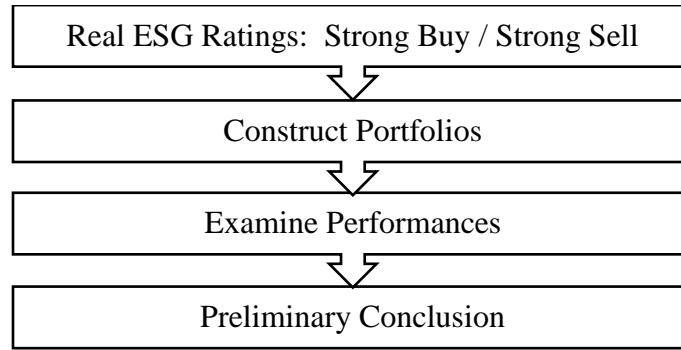 Real ESG Ratings: Strong Buy / Strong Sell
Construct Portfolios
Examine Performances
Preliminary Conclusion